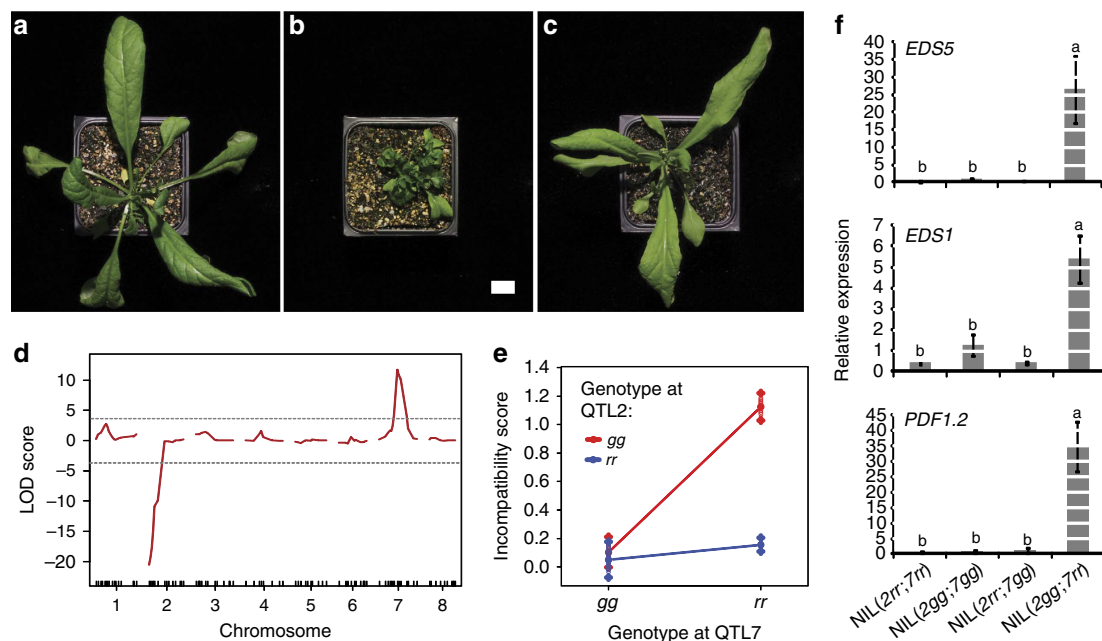 a
b
c
f
EDS5
40
35
30
25
20
15
10
5
0
b
b
b
a
Relative expression
EDS1
7
6
5
4
3
2
1
0
b
b
b
a
PDF1.2
45
40
35
30
25
20
15
10
5
0
b
b
b
a
NIL(2rr;7rr)
NIL(2gg;7gg)
NIL(2rr;7gg)
NIL(2gg;7rr)
d
LOD score
10
5
0
−5
−10
−15
−20
1 2 3 4 5 6 7 8
Chromosome
e
Incompatibility score
1.4
1.2
1.0
0.8
0.6
0.4
0.2
0.0
Genotype at
QTL2:
gg
rr
gg rr
Genotype at QTL7